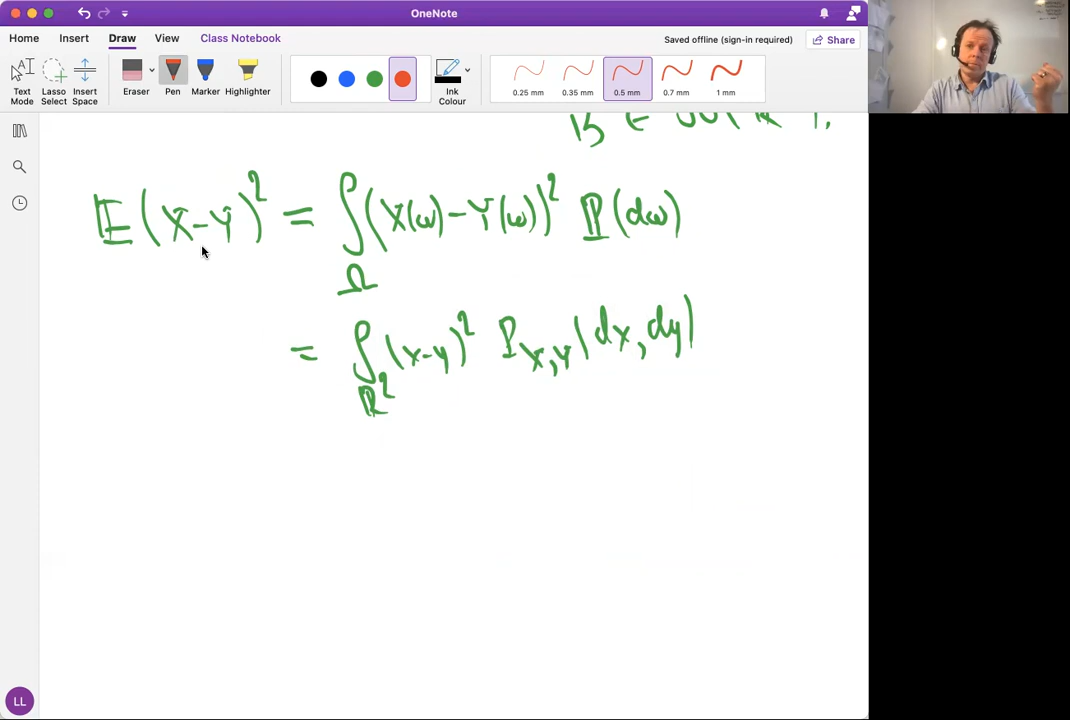 OneNote
Home Insert Draw View Class Notebook
Saved offline (sign-in required) Share
Text Mode
Lasso Select
Insert Space
Eraser Pen Marker Highlighter
Ink Colour
0.25 mm 0.35 mm 0.5 mm 0.7 mm 1 mm
𝔼(X-Y)² = ∫_Ω (X(ω) - Y(ω))² ℙ(dω)
= ∫_ℝ² (x-y)² ℙ_X,Y(dx, dy)
LL